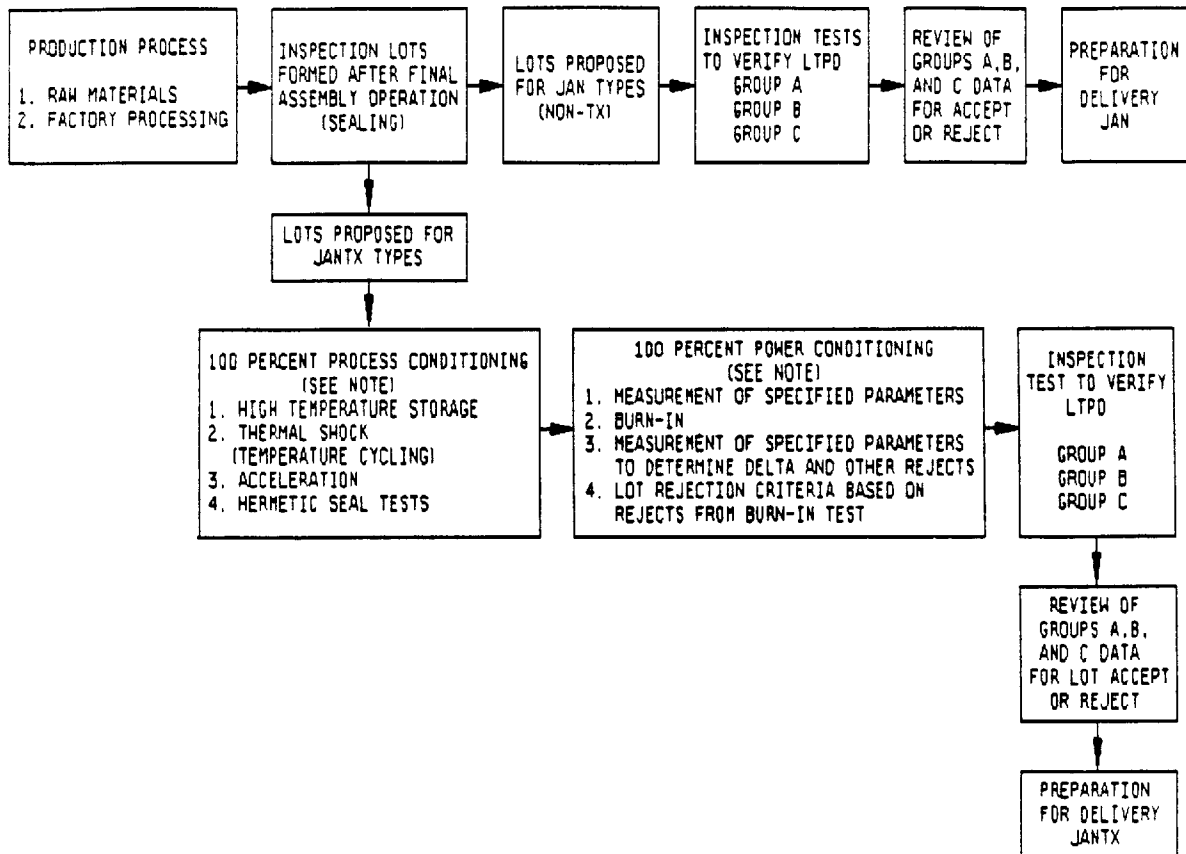 PRODUCTION PROCESS
1. RAW MATERIALS
2. FACTORY PROCESSING
INSPECTION LOTS
FORMED AFTER FINAL
ASSEMBLY OPERATION
(SEALING)
LOTS PROPOSED
FOR JAN TYPES
(NON-TX)
INSPECTION TESTS
TO VERIFY LTPD
GROUP A
GROUP B
GROUP C
REVIEW OF
GROUPS A,B,
AND C DATA
FOR ACCEPT
OR REJECT
PREPARATION
FOR
DELIVERY
JAN
LOTS PROPOSED FOR
JANTX TYPES
100 PERCENT PROCESS CONDITIONING
(SEE NOTE)
1. HIGH TEMPERATURE STORAGE
2. THERMAL SHOCK
(TEMPERATURE CYCLING)
3. ACCELERATION
4. HERMETIC SEAL TESTS
100 PERCENT POWER CONDITIONING
(SEE NOTE)
1. MEASUREMENT OF SPECIFIED PARAMETERS
2. BURN-IN
3. MEASUREMENT OF SPECIFIED PARAMETERS
TO DETERMINE DELTA AND OTHER REJECTS
4. LOT REJECTION CRITERIA BASED ON
REJECTS FROM BURN-IN TEST
INSPECTION
TEST TO VERIFY
LTPD
GROUP A
GROUP B
GROUP C
REVIEW OF
GROUPS A,B,
AND C DATA
FOR LOT ACCEPT
OR REJECT
PREPARATION
FOR DELIVERY
JANTX